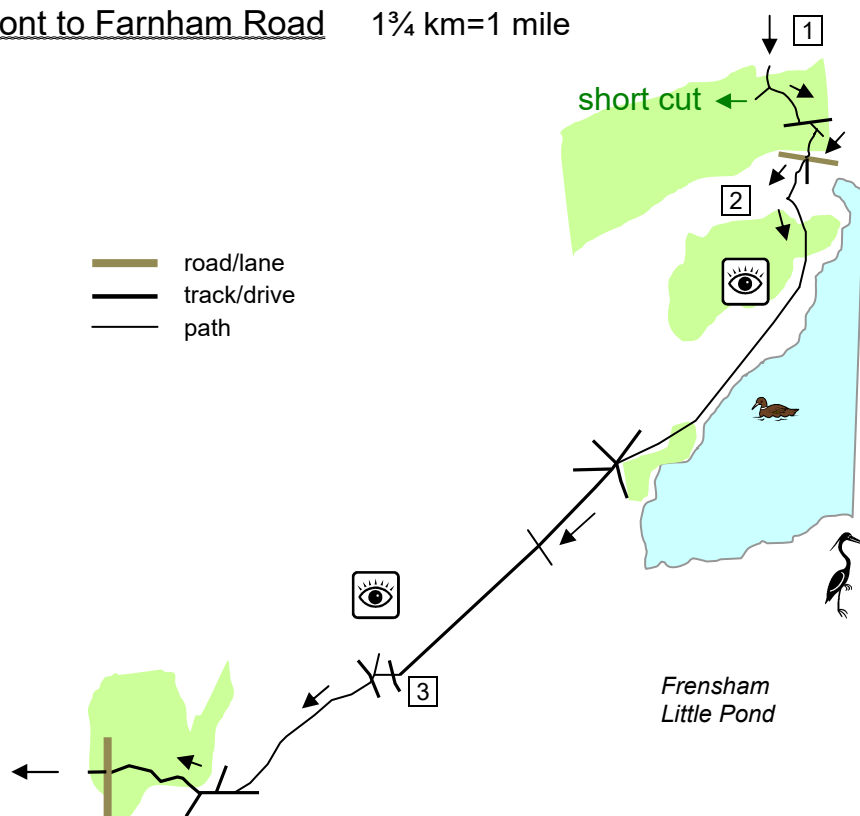 ont to Farnham Road 1¾ km=1 mile
1
short cut
2
road/lane
track/drive
path
3
Frensham
Little Pond